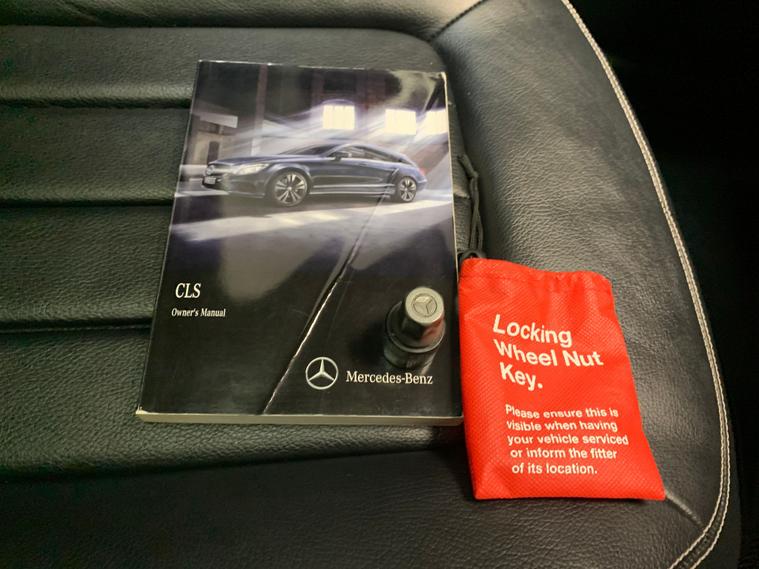 CLS
Owner's Manual
Mercedes-Benz
Locking
Wheel Nut
Key.
Please ensure this is
visible when having
your vehicle serviced
or inform the fitter
of its location.